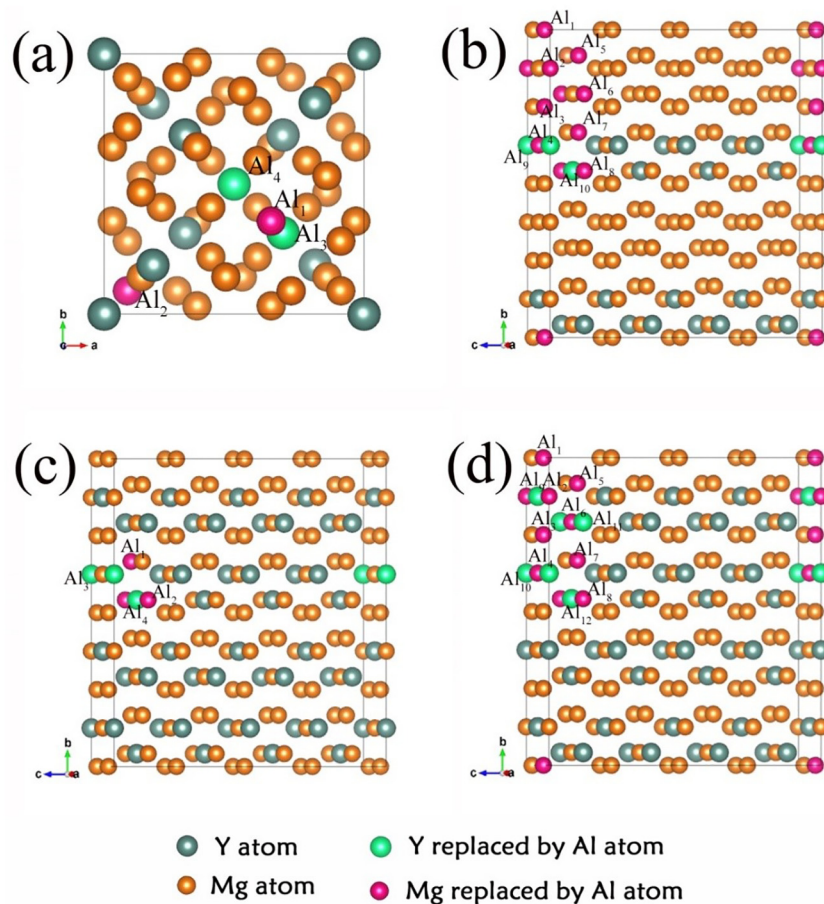 (a)
Al₄
Al₁
Al₃
Al₂
b
c
a
(b)
Al₁
Al₅
Al₂
Al₆
Al₃
Al₇
Al₄
Al₉
Al₈
Al₁₀
b
c
a
(c)
Al₁
Al₃
Al₂
Al₄
b
c
a
(d)
Al₁
Al₂
Al₅
Al₆
Al₁₁
Al₇
Al₄
Al₁₀
Al₈
Al₁₂
b
c
a
Y atom
Y replaced by Al atom
Mg atom
Mg replaced by Al atom